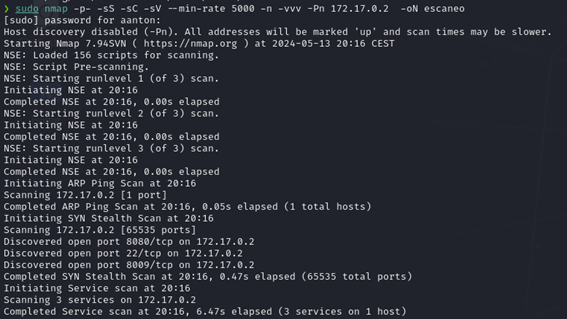 ❯ sudo nmap -p- -sS -sC -sV --min-rate 5000 -n -vvv -Pn 172.17.0.2 -oN escaneo
[sudo] password for aanton:
Host discovery disabled (-Pn). All addresses will be marked 'up' and scan times may be slower.
Starting Nmap 7.94SVN ( https://nmap.org ) at 2024-05-13 20:16 CEST
NSE: Loaded 156 scripts for scanning.
NSE: Script Pre-scanning.
NSE: Starting runlevel 1 (of 3) scan.
Initiating NSE at 20:16
Completed NSE at 20:16, 0.00s elapsed
NSE: Starting runlevel 2 (of 3) scan.
Initiating NSE at 20:16
Completed NSE at 20:16, 0.00s elapsed
NSE: Starting runlevel 3 (of 3) scan.
Initiating NSE at 20:16
Completed NSE at 20:16, 0.00s elapsed
Initiating ARP Ping Scan at 20:16
Scanning 172.17.0.2 [1 port]
Completed ARP Ping Scan at 20:16, 0.05s elapsed (1 total hosts)
Initiating SYN Stealth Scan at 20:16
Scanning 172.17.0.2 [65535 ports]
Discovered open port 8080/tcp on 172.17.0.2
Discovered open port 22/tcp on 172.17.0.2
Discovered open port 8009/tcp on 172.17.0.2
Completed SYN Stealth Scan at 20:16, 0.47s elapsed (65535 total ports)
Initiating Service scan at 20:16
Scanning 3 services on 172.17.0.2
Completed Service scan at 20:16, 6.47s elapsed (3 services on 1 host)